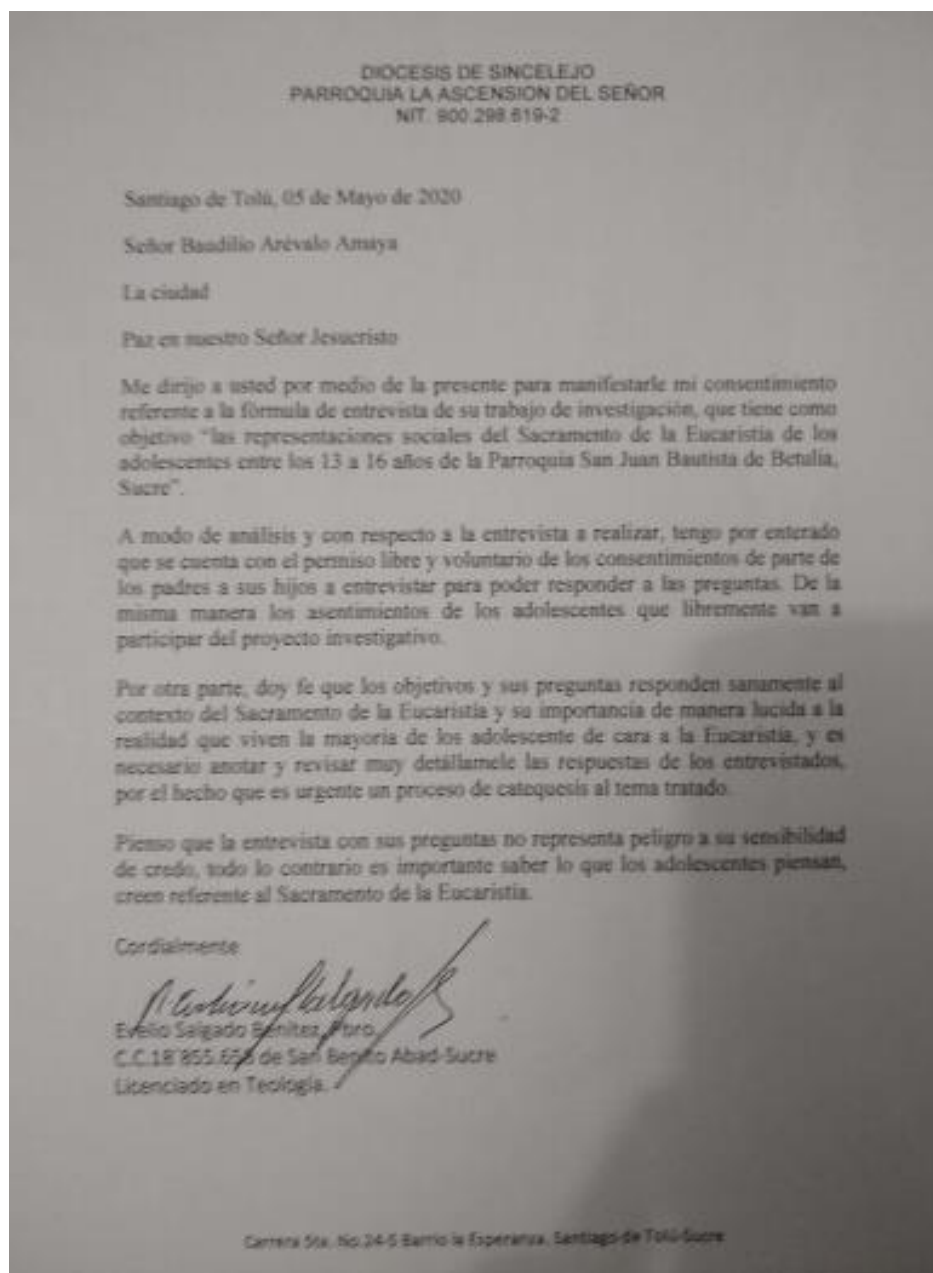 DIOCESIS DE SINCELEJO
PARROQUIA LA ASCENSION DEL SEÑOR
NIT. 900.298.619-2
Santiago de Tolú, 05 de Mayo de 2020
Señor Baudilio Arévalo Amaya
La ciudad
Paz en nuestro Señor Jesucristo
Me dirijo a usted por medio de la presente para manifestarle mi consentimiento
referente a la fórmula de entrevista de su trabajo de investigación, que tiene como
objetivo "las representaciones sociales del Sacramento de la Eucaristía de los
adolescentes entre los 13 a 16 años de la Parroquia San Juan Bautista de Betulia,
Sucre".
A modo de análisis y con respecto a la entrevista a realizar, tengo por enterado
que se cuenta con el permiso libre y voluntario de los consentimientos de parte de
los padres a sus hijos a entrevistar para poder responder a las preguntas. De la
misma manera los asentimientos de los adolescentes que libremente van a
participar del proyecto investigativo.
Por otra parte, doy fe que los objetivos y sus preguntas responden sanamente al
contexto del Sacramento de la Eucaristía y su importancia de manera lucida a la
realidad que viven la mayoría de los adolescente de cara a la Eucaristía, y es
necesario anotar y revisar muy detállamele las respuestas de los entrevistados,
por el hecho que es urgente un proceso de catequesis al tema tratado.
Pienso que la entrevista con sus preguntas no representa peligro a su sensibilidad
de credo, todo lo contrario es importante saber lo que los adolescentes piensan,
creen referente al Sacramento de la Eucaristía.
Cordialmente
Evelio Salgado Benítez, Pbro.
C.C.18´855.65 de San Benito Abad-Sucre
Licenciado en Teología.
Carrera 5ta. No.24-5 Barrio la Esperanza, Santiago de Tolú-Sucre